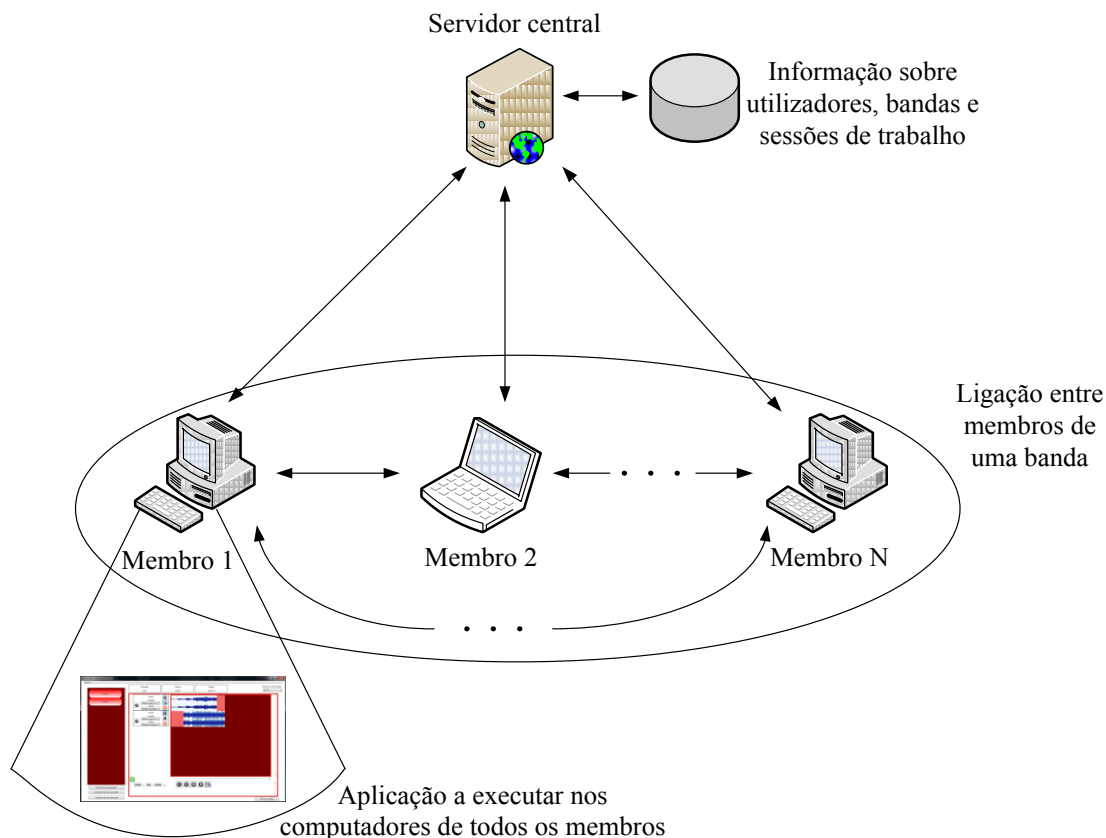 Servidor central
Informação sobre
utilizadores, bandas e
sessões de trabalho
Ligação entre
membros de
uma banda
Membro 1
Membro 2
Membro N
Aplicação a executar nos
computadores de todos os membros